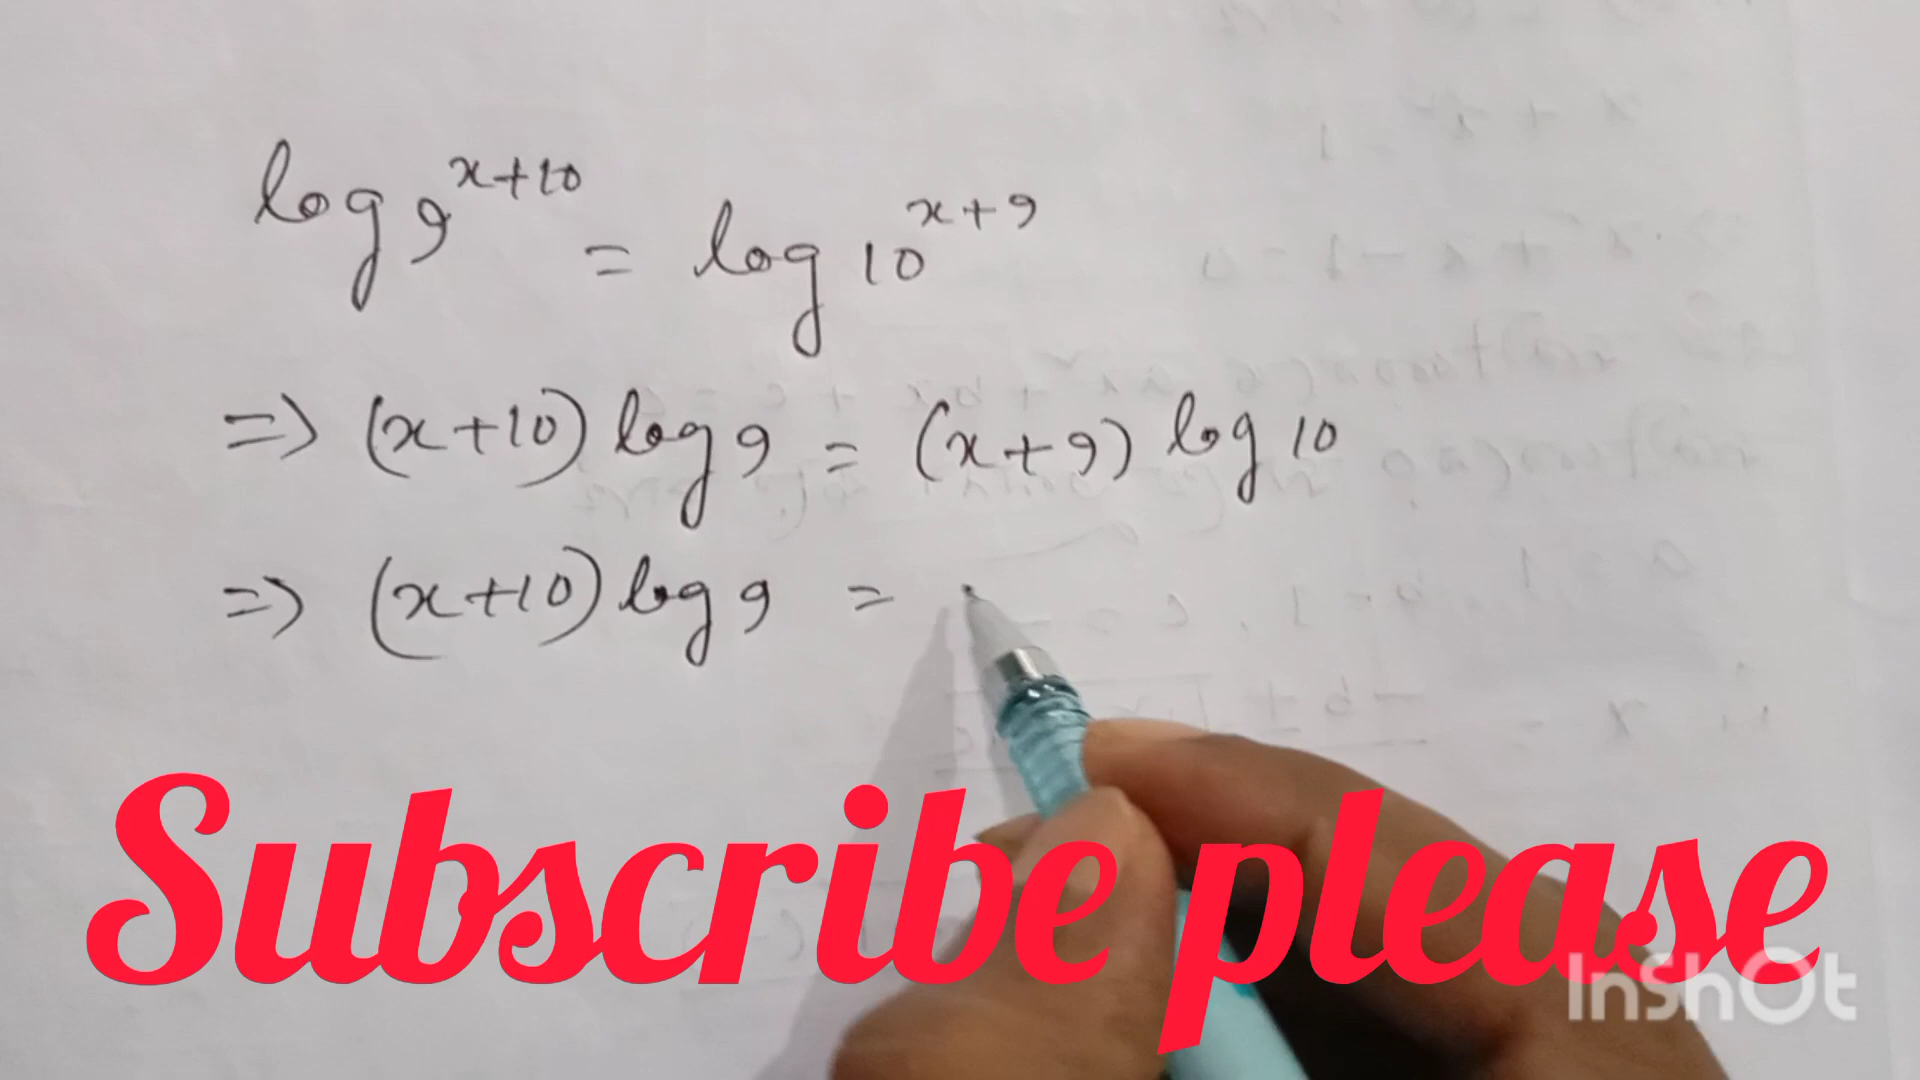 log 9^x+10 = log 10^x+9
=> (x+10) log 9 = (x+9) log 10
=> (x+10) log 9 =
Subscribe please
InShOt